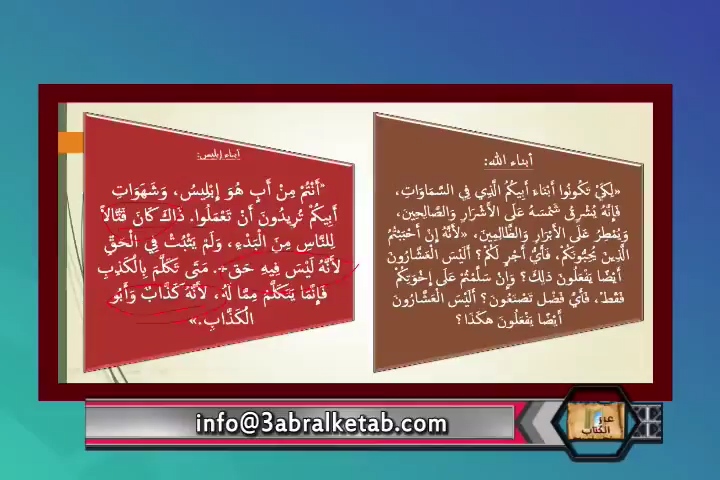 أبناء الله:
«لِكَيْ تَكُونُوا أَبْنَاءَ أَبِيكُمُ الَّذِي فِي السَّمَاوَاتِ،
فَإِنَّهُ يُشْرِقُ شَمْسَهُ عَلَى الأَشْرَارِ وَالصَّالِحِينَ،
وَيُمْطِرُ عَلَى الأَبْرَارِ وَالظَّالِمِينَ، «لأَنَّهُ إِنْ أَحْبَبْتُمُ
الَّذِينَ يُحِبُّونَكُمْ، فَأَيُّ أَجْرٍ لَكُمْ؟ أَلَيْسَ الْعَشَّارُونَ
أَيْضًا يَفْعَلُونَ ذلِكَ؟ وَإِنْ سَلَّمْتُمْ عَلَى إِخْوَتِكُمْ
فَقَطْ، فَأَيَّ فَضْل تَصْنَعُونَ؟ أَلَيْسَ الْعَشَّارُونَ
أَيْضًا يَفْعَلُونَ هكَذَا؟
أبناء إبليس:
"أَنْتُمْ مِنْ أَبٍ هُوَ إِبْلِيسُ، وَشَهَوَاتِ
أَبِيكُمْ تُرِيدُونَ أَنْ تَعْمَلُوا. ذَاكَ كَانَ قَتَّالاً
لِلنَّاسِ مِنَ الْبَدْءِ، وَلَمْ يَثْبُتْ فِي الْحَقِّ
لأَنَّهُ لَيْسَ فِيهِ حَق. مَتَى تَكَلَّمَ بِالْكَذِبِ
فَإِنَّمَا يَتَكَلَّمُ مِمَّا لَهُ، لأَنَّهُ كَذَّابٌ وَأَبُو
الْكَذَّابِ.»
info@3abralketab.com
عبر
الكتاب